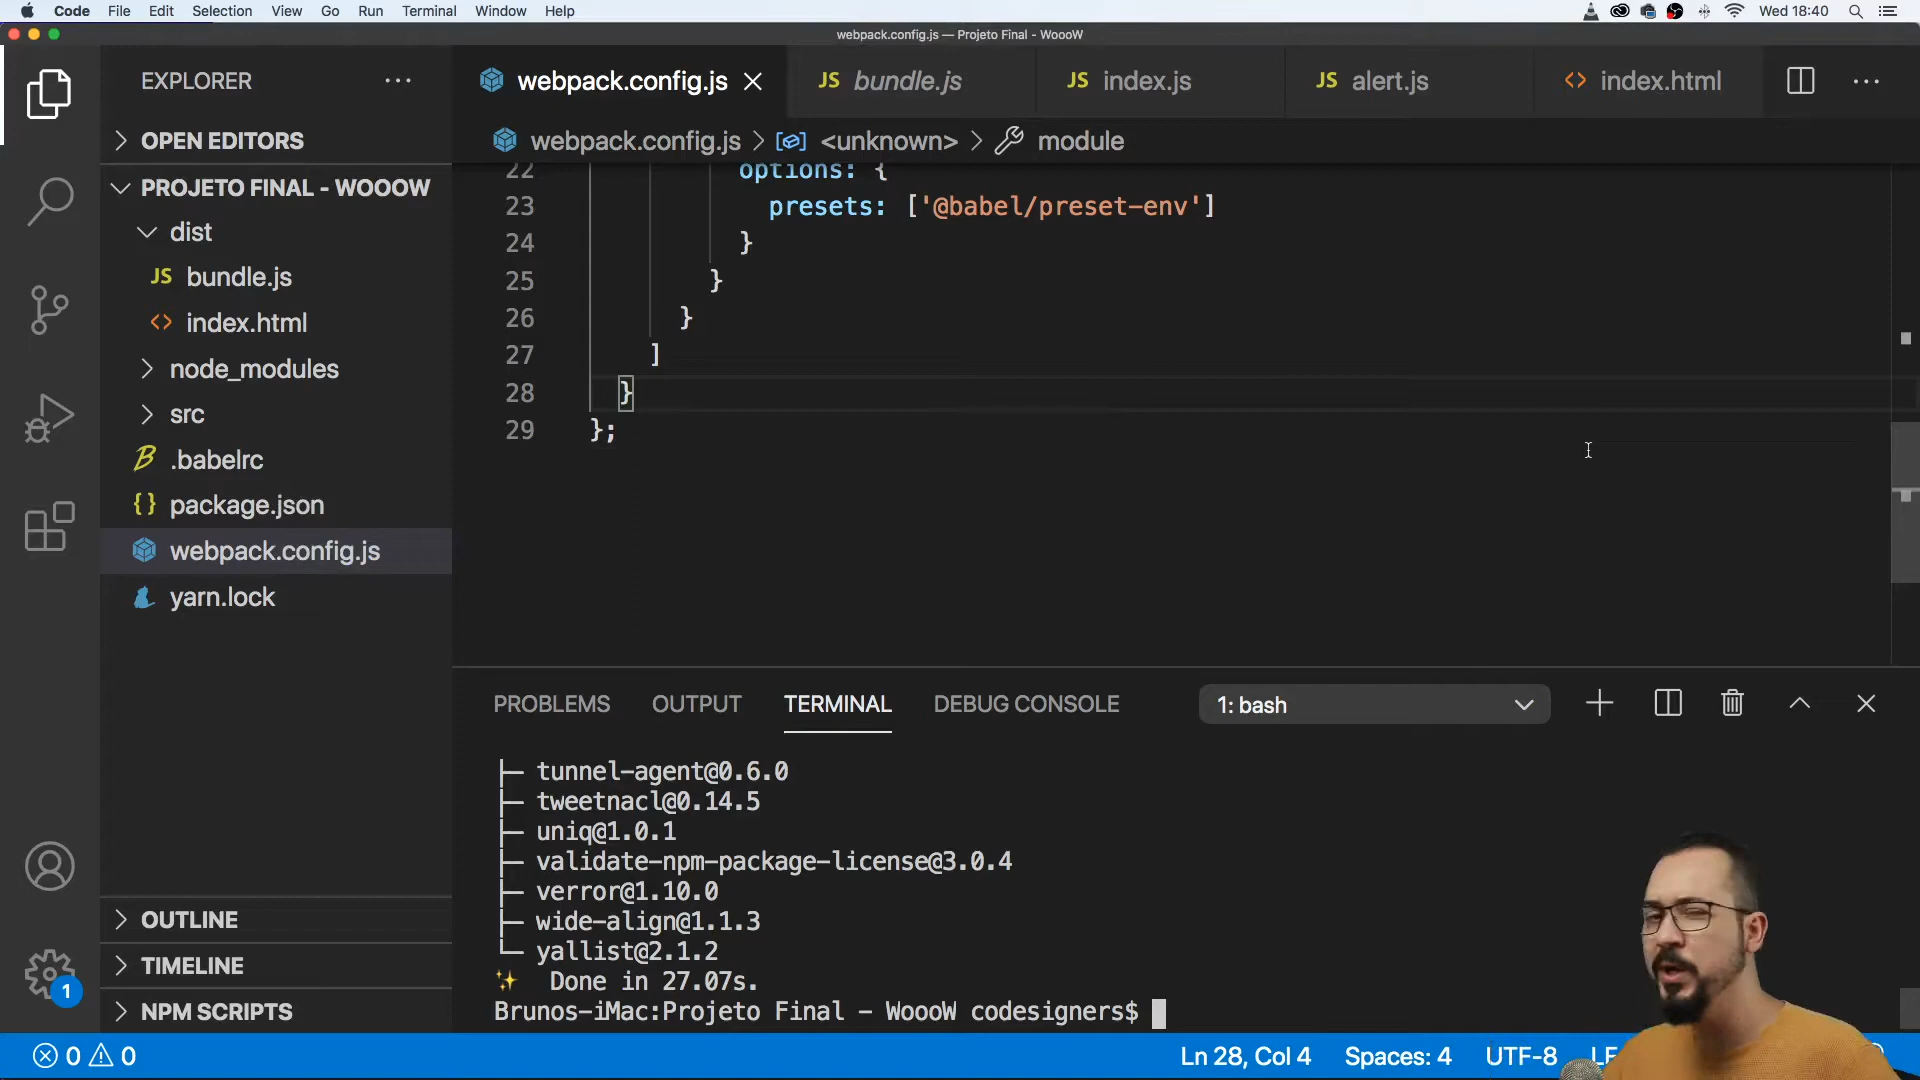 Code File Edit Selection View Go Run Terminal Window Help Wed 18:40
webpack.config.js — Projeto Final - WoooW
EXPLORER
webpack.config.js JS bundle.js JS index.js JS alert.js <> index.html
OPEN EDITORS
webpack.config.js > <unknown> > module
PROJETO FINAL - WOOOW
dist
JS bundle.js
<> index.html
node_modules
src
.babelrc
{} package.json
webpack.config.js
yarn.lock
OUTLINE
TIMELINE
NPM SCRIPTS
1
22 options: {
23 presets: ['@babel/preset-env']
24 }
25 }
26 }
27 ]
28 }
29 };
PROBLEMS OUTPUT TERMINAL DEBUG CONSOLE 1: bash
├─ tunnel-agent@0.6.0
├─ tweetnacl@0.14.5
├─ uniq@1.0.1
├─ validate-npm-package-license@3.0.4
├─ verror@1.10.0
├─ wide-align@1.1.3
└─ yallist@2.1.2
✨ Done in 27.07s.
Brunos-iMac:Projeto Final - WoooW codesigners$
0 0 Ln 28, Col 4 Spaces: 4 UTF-8 LF